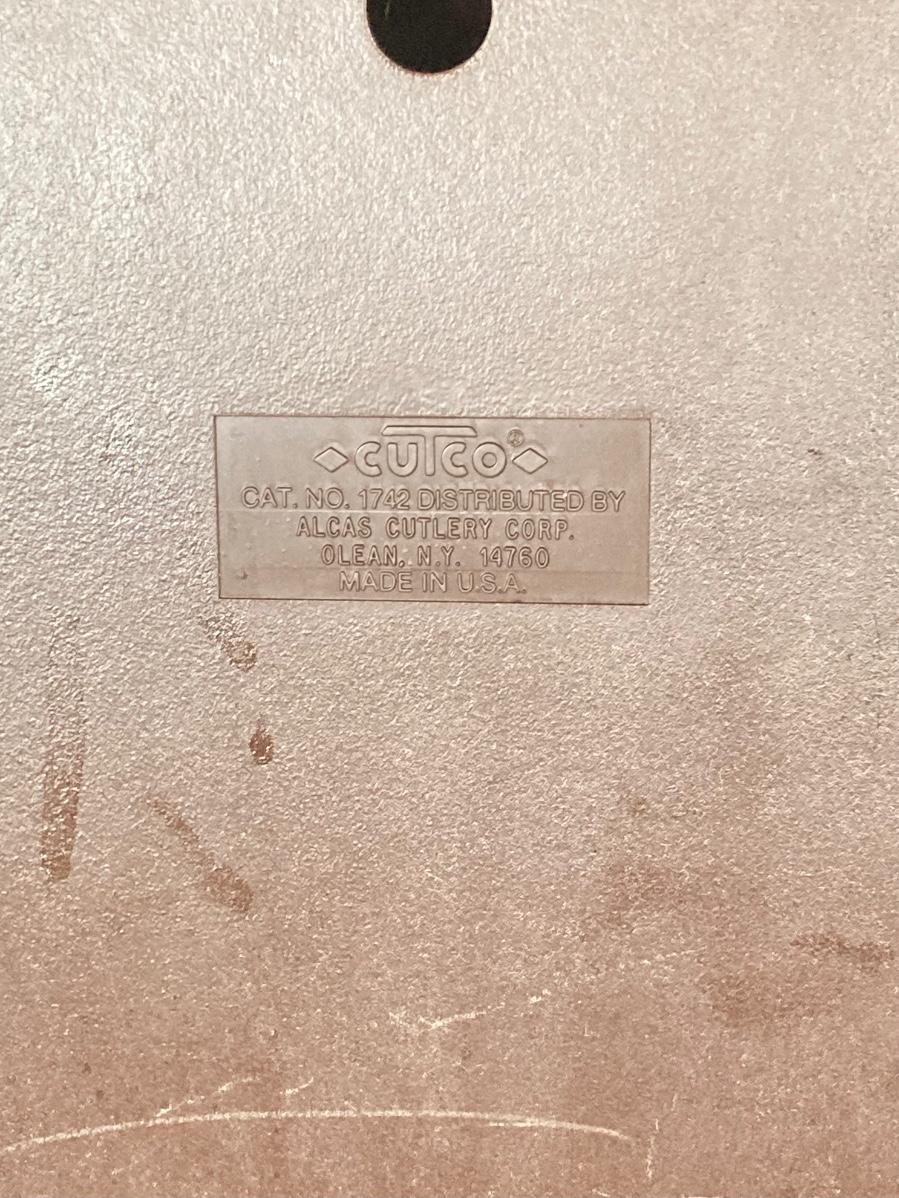 CUTCO®
CAT. NO. 1742 DISTRIBUTED BY
ALCAS CUTLERY CORP.
OLEAN, N.Y. 14760
MADE IN U.S.A.